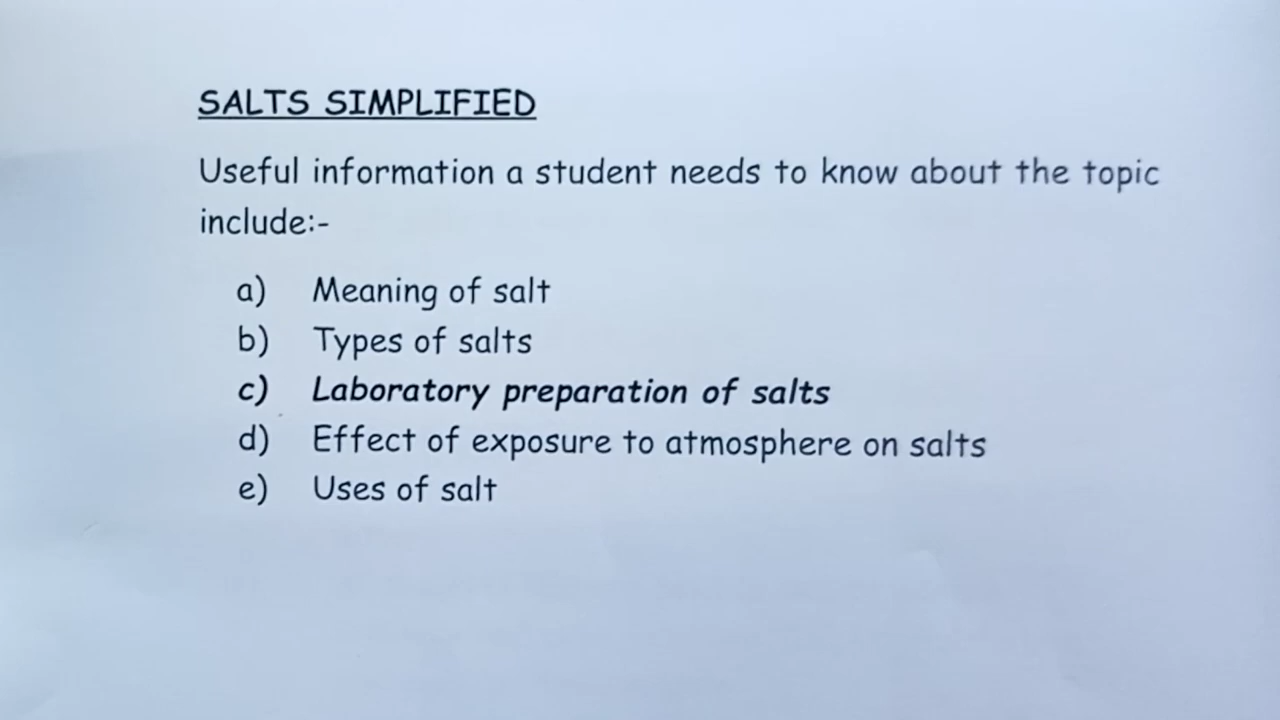 SALTS SIMPLIFIED
Useful information a student needs to know about the topic
include:-
a) Meaning of salt
b) Types of salts
c) Laboratory preparation of salts
d) Effect of exposure to atmosphere on salts
e) Uses of salt